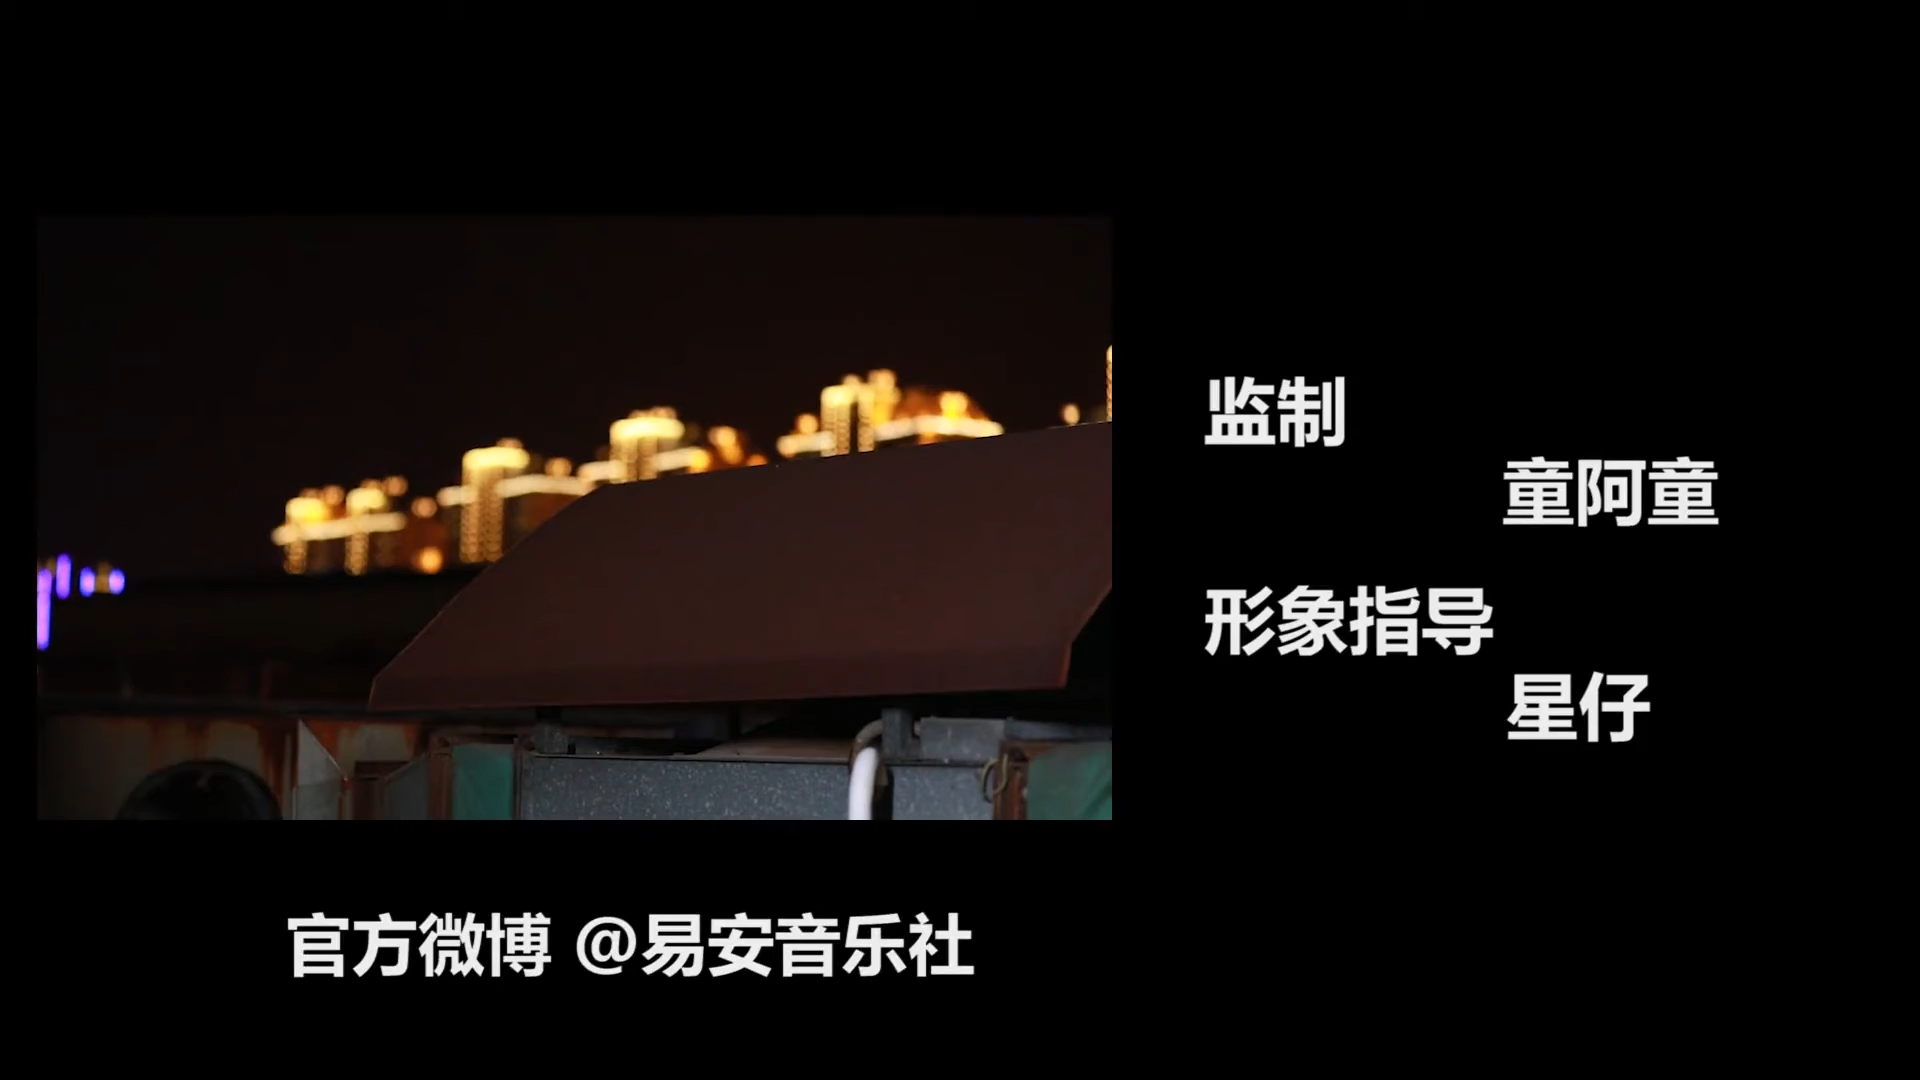 监制
童阿童
形象指导
星仔
官方微博 @易安音乐社